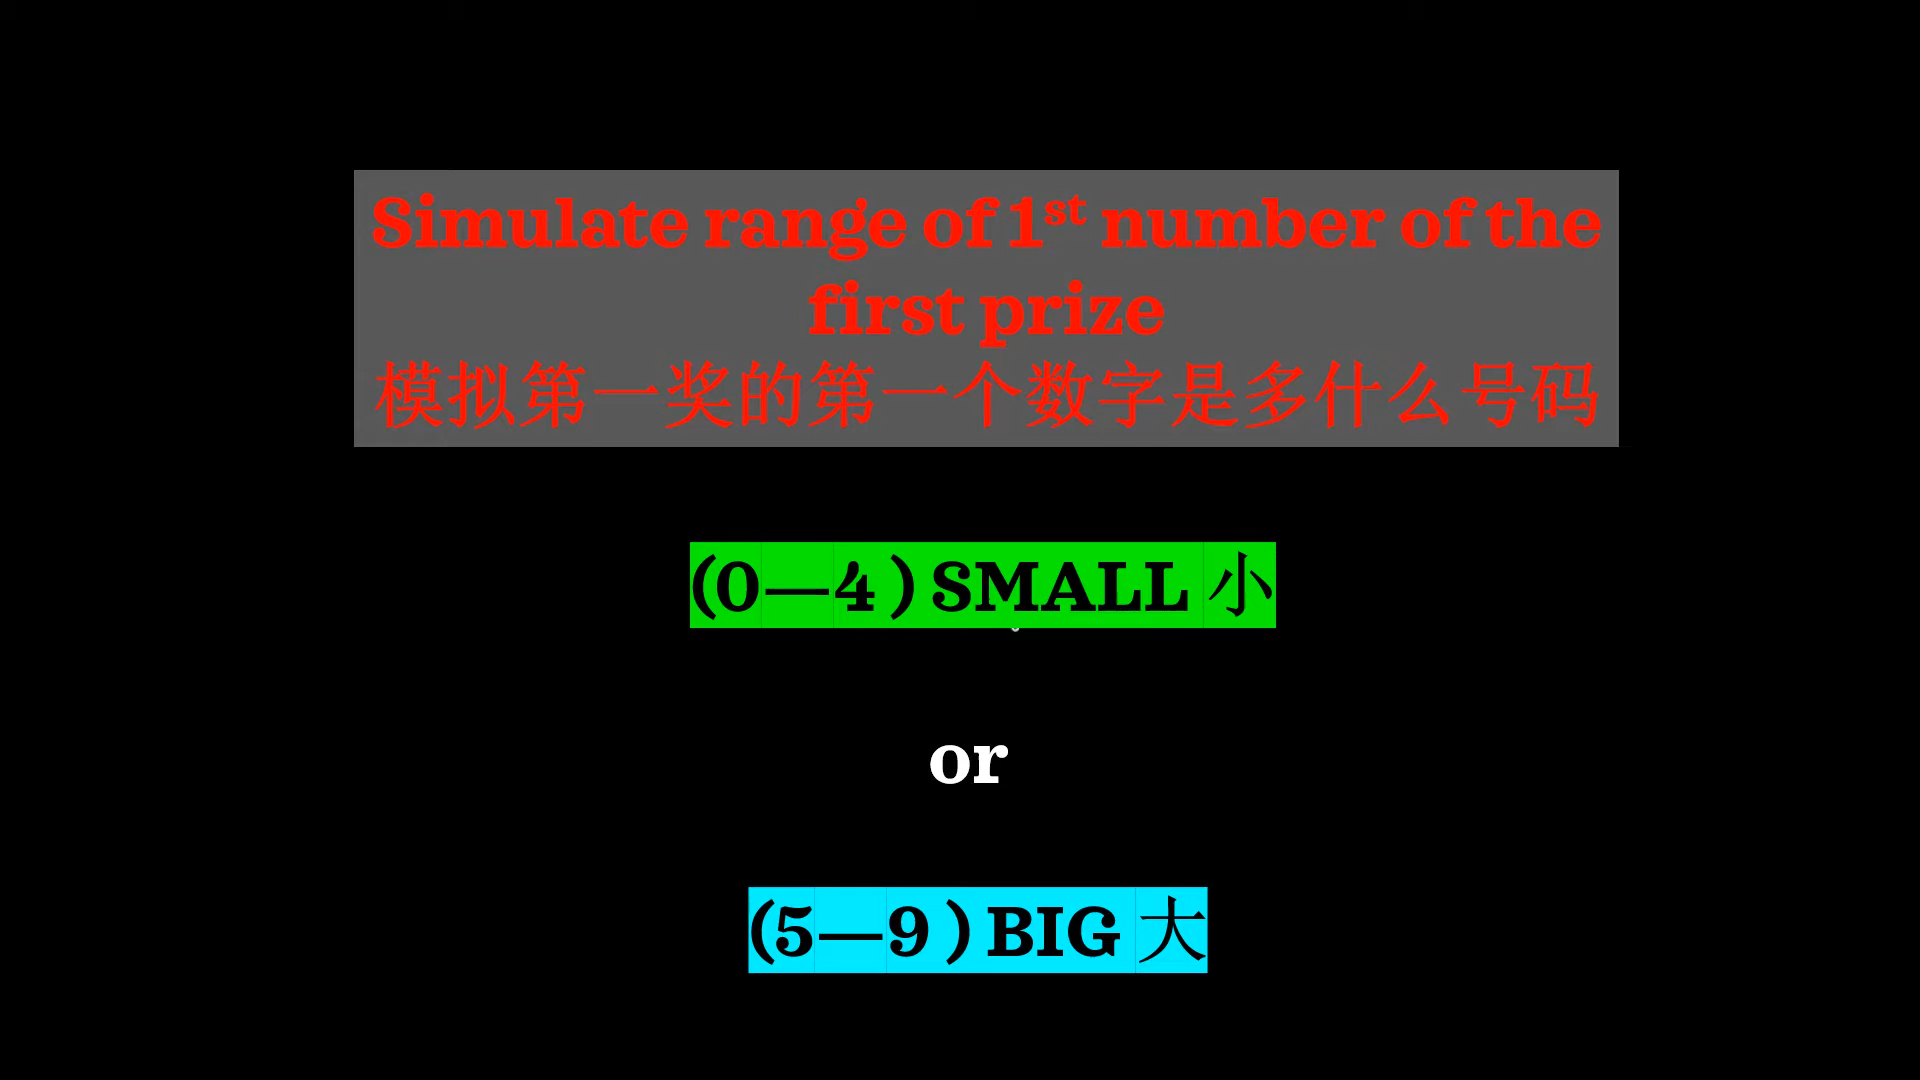 Simulate range of 1st number of the
first prize
模拟第一奖的第一个数字是多什么号码
(0—4 ) SMALL 小
or
(5—9 ) BIG 大